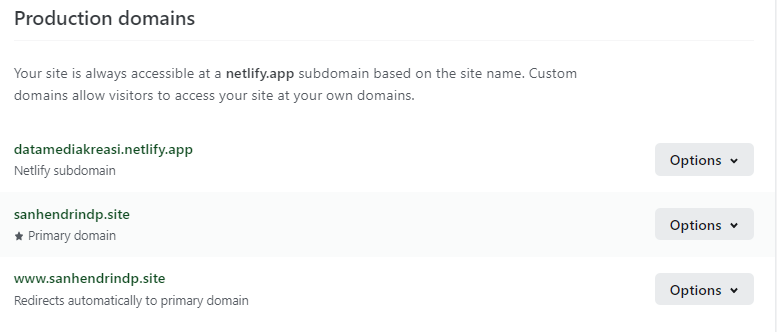 Production domains
Your site is always accessible at a netlify.app subdomain based on the site name. Custom
domains allow visitors to access your site at your own domains.
datamediakreasi.netlify.app
Netlify subdomain
Options
sanhendrindp.site
★ Primary domain
Options
www.sanhendrindp.site
Redirects automatically to primary domain
Options